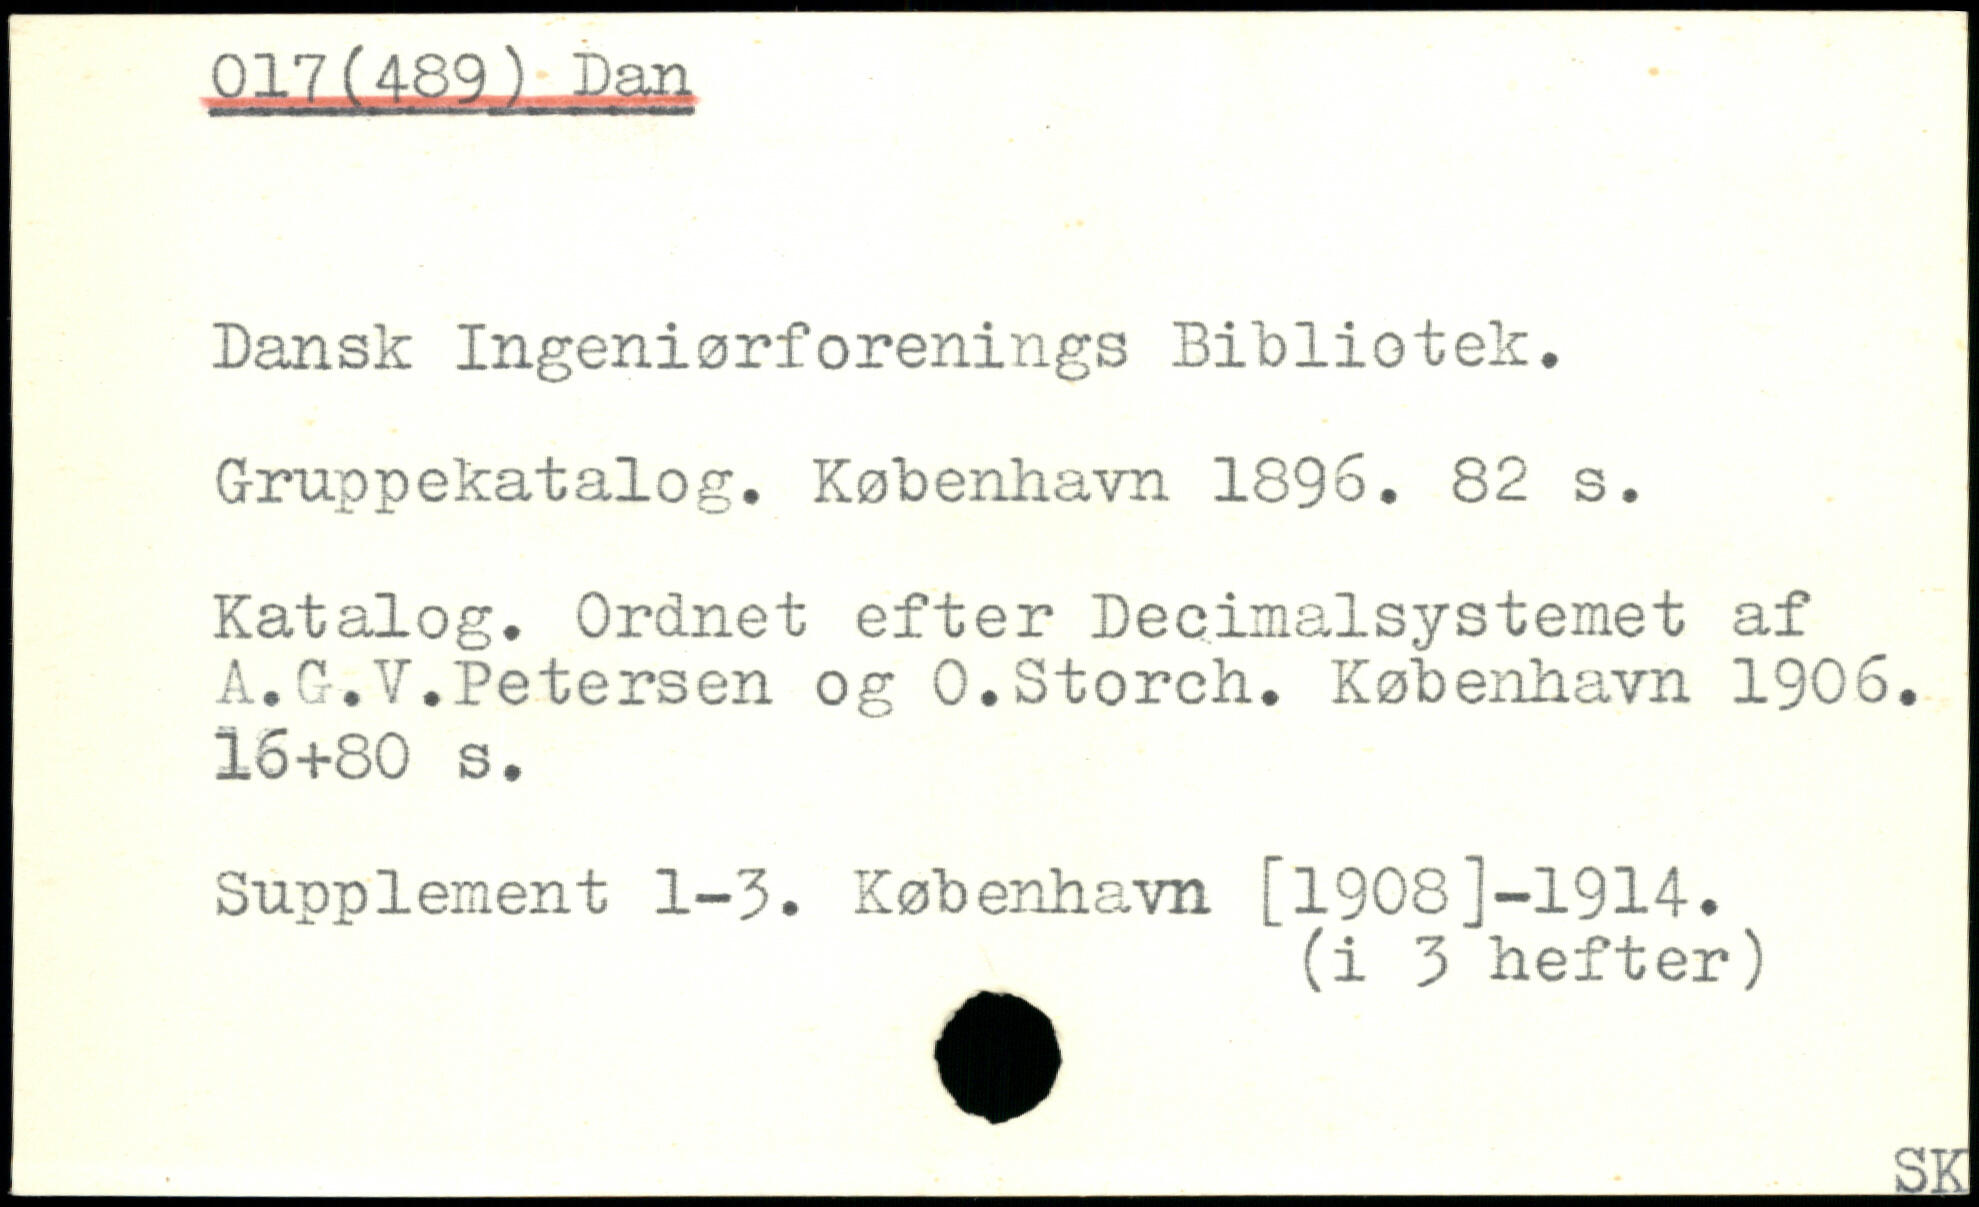 017(489) Dan
Dansk Ingeniørforenings Bibliotek.
Gruppekatalog. København 1896. 82 s.
Katalog. Ordnet efter Decimalsystemet af
A.G.V.Petersen og O.Storch. København 1906.
16+80 s.
Supplement 1-3. København [1908]-1914.
(i 3 hefter)
SK